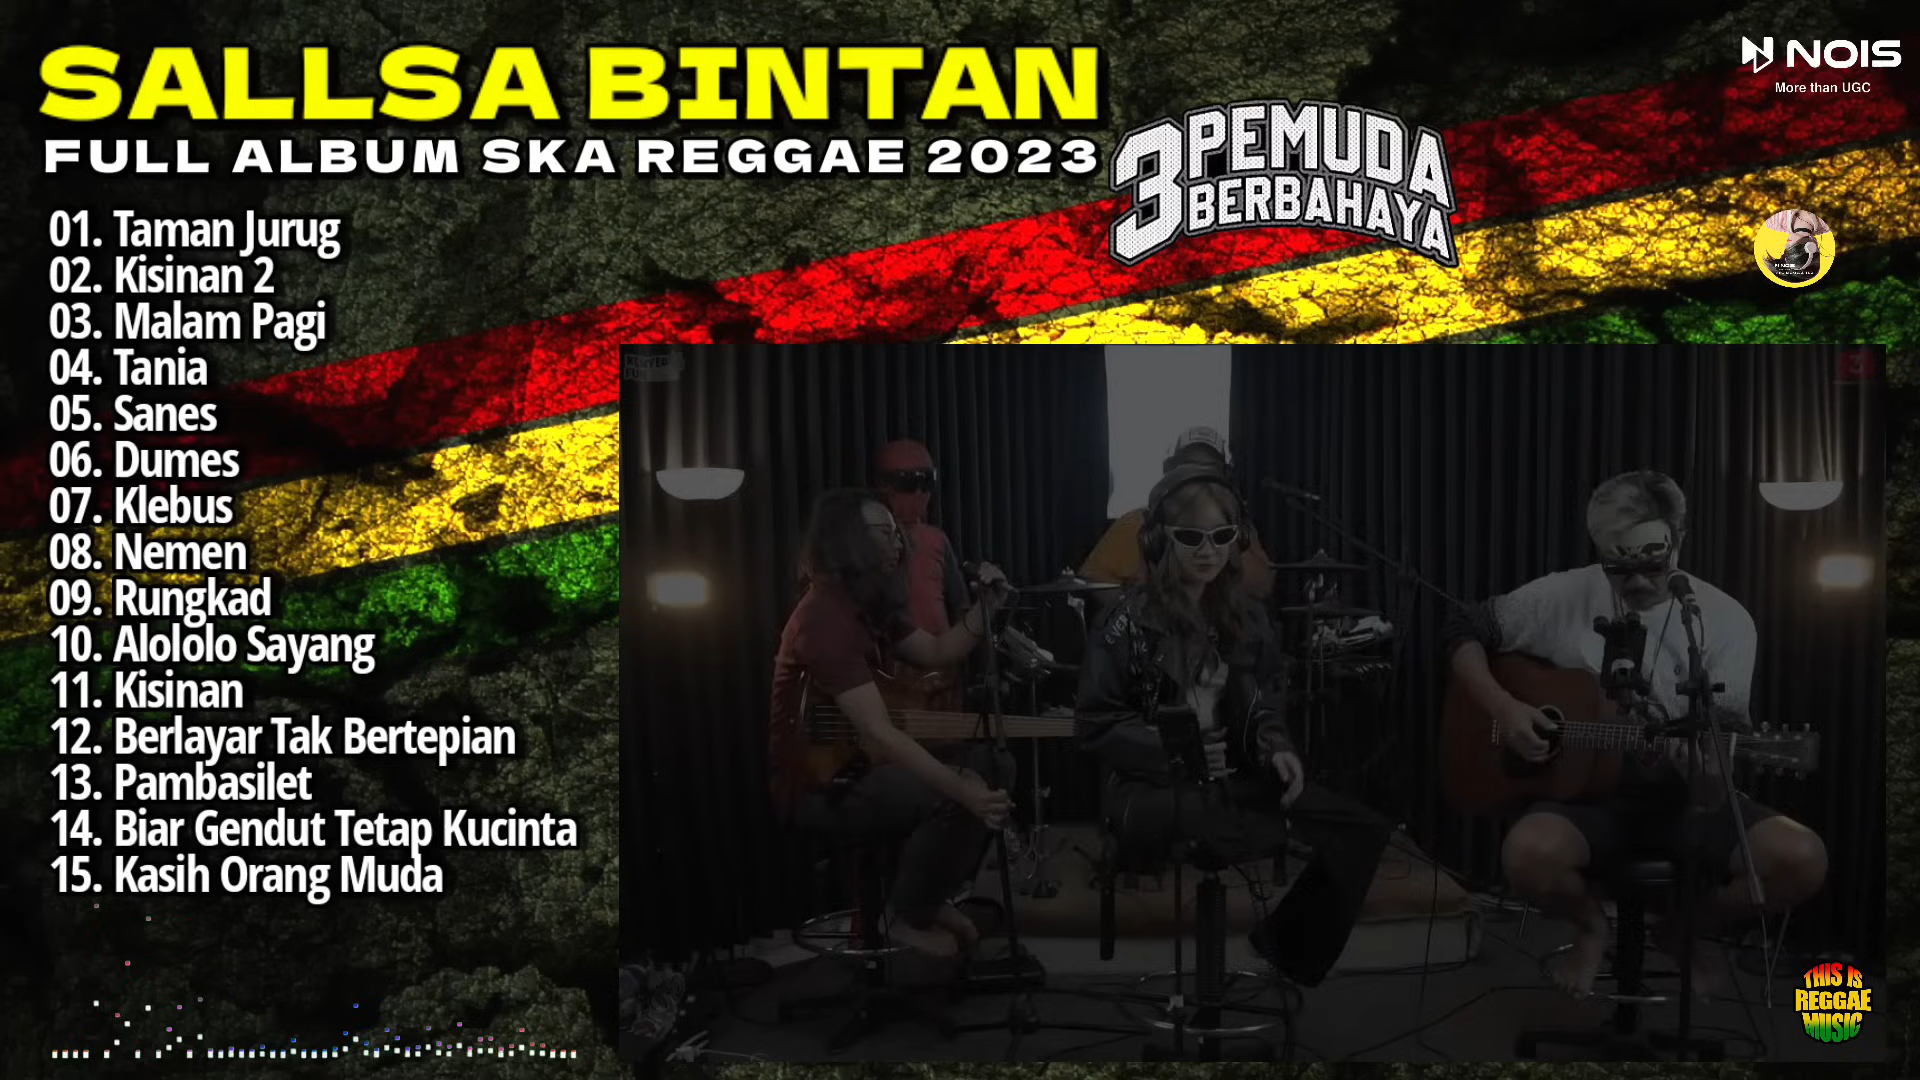 SALLSA BINTAN
FULL ALBUM SKA REGGAE 2023
NOIS
More than UGC
3 PEMUDA
BERBAHAYA
01. Taman Jurug
02. Kisinan 2
03. Malam Pagi
04. Tania
05. Sanes
06. Dumes
07. Klebus
08. Nemen
09. Rungkad
10. Alololo Sayang
11. Kisinan
12. Berlayar Tak Bertepian
13. Pambasilet
14. Biar Gendut Tetap Kucinta
15. Kasih Orang Muda
THIS IS
REGGAE
MUSIC